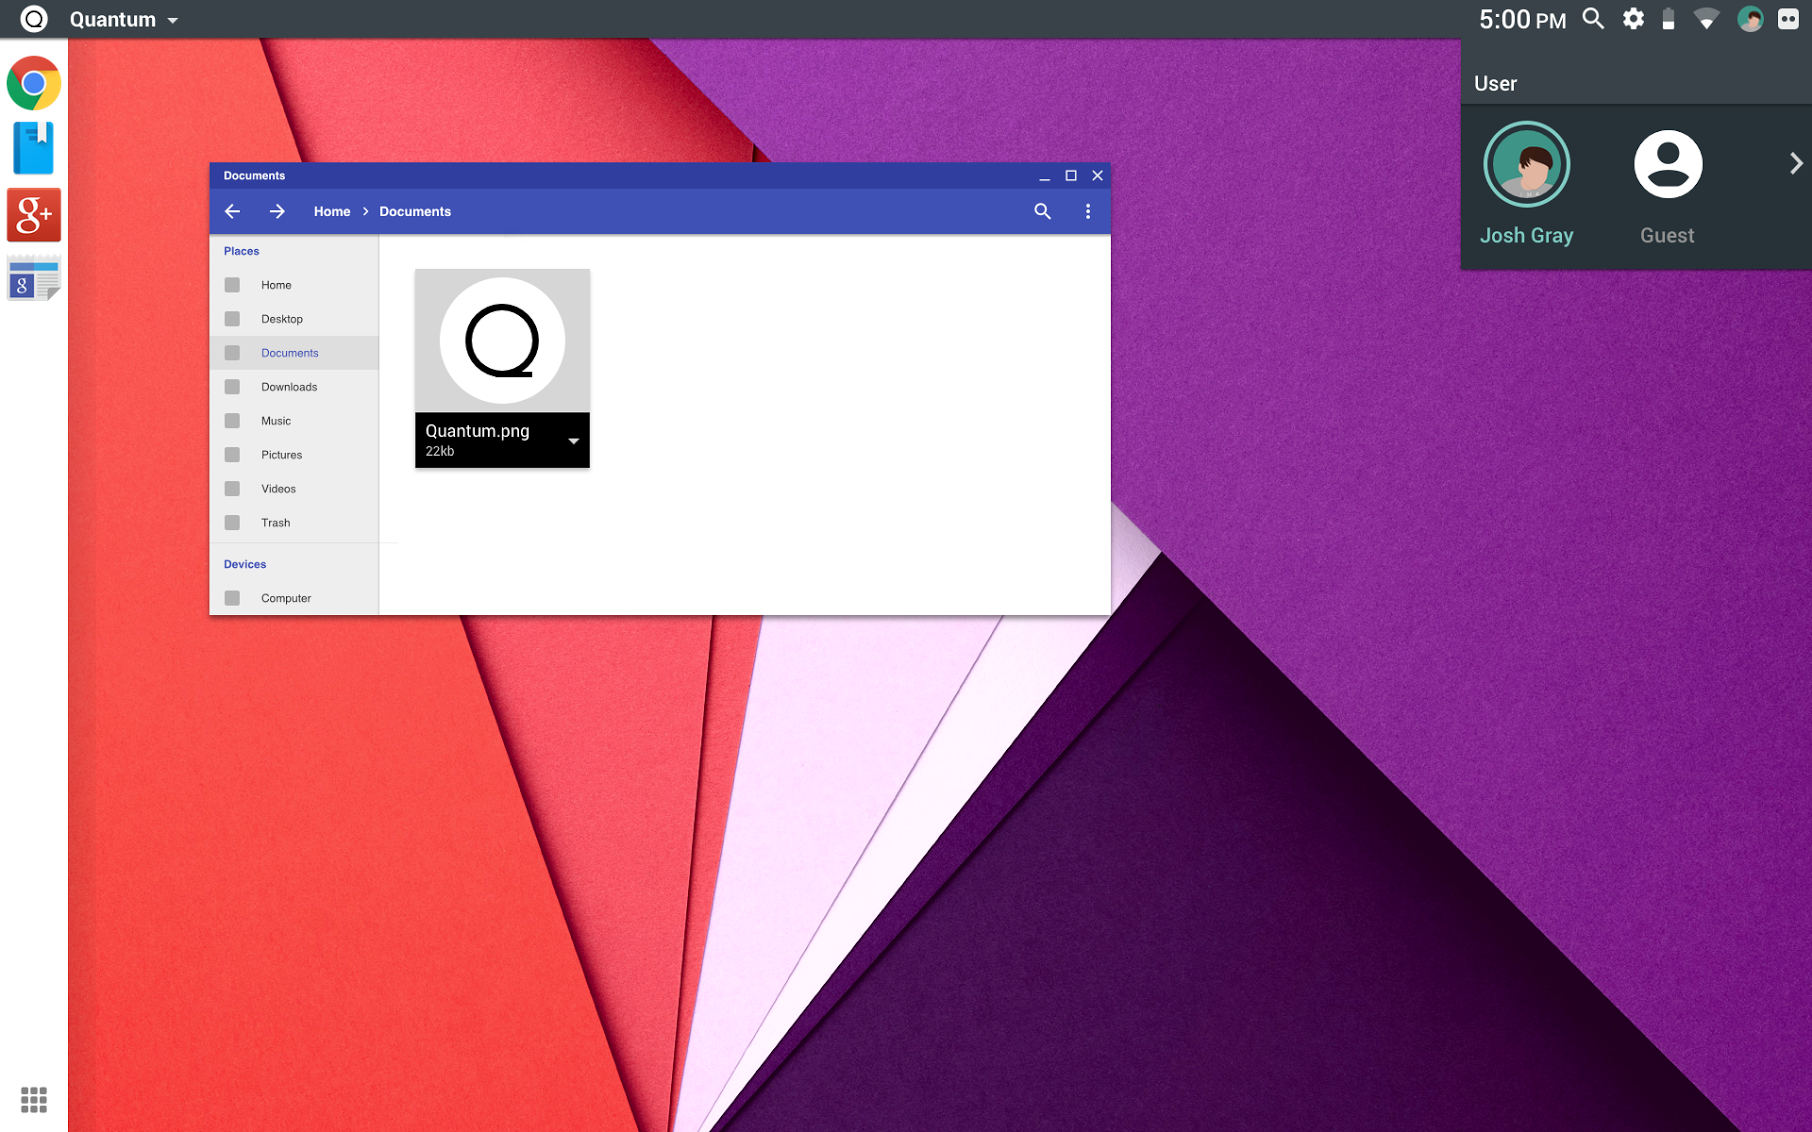 Quantum
5:00 PM
User
Josh Gray
Guest
Documents
Home > Documents
Places
Home
Desktop
Documents
Downloads
Music
Pictures
Videos
Trash
Devices
Computer
Q
Quantum.png
22kb
g+
g